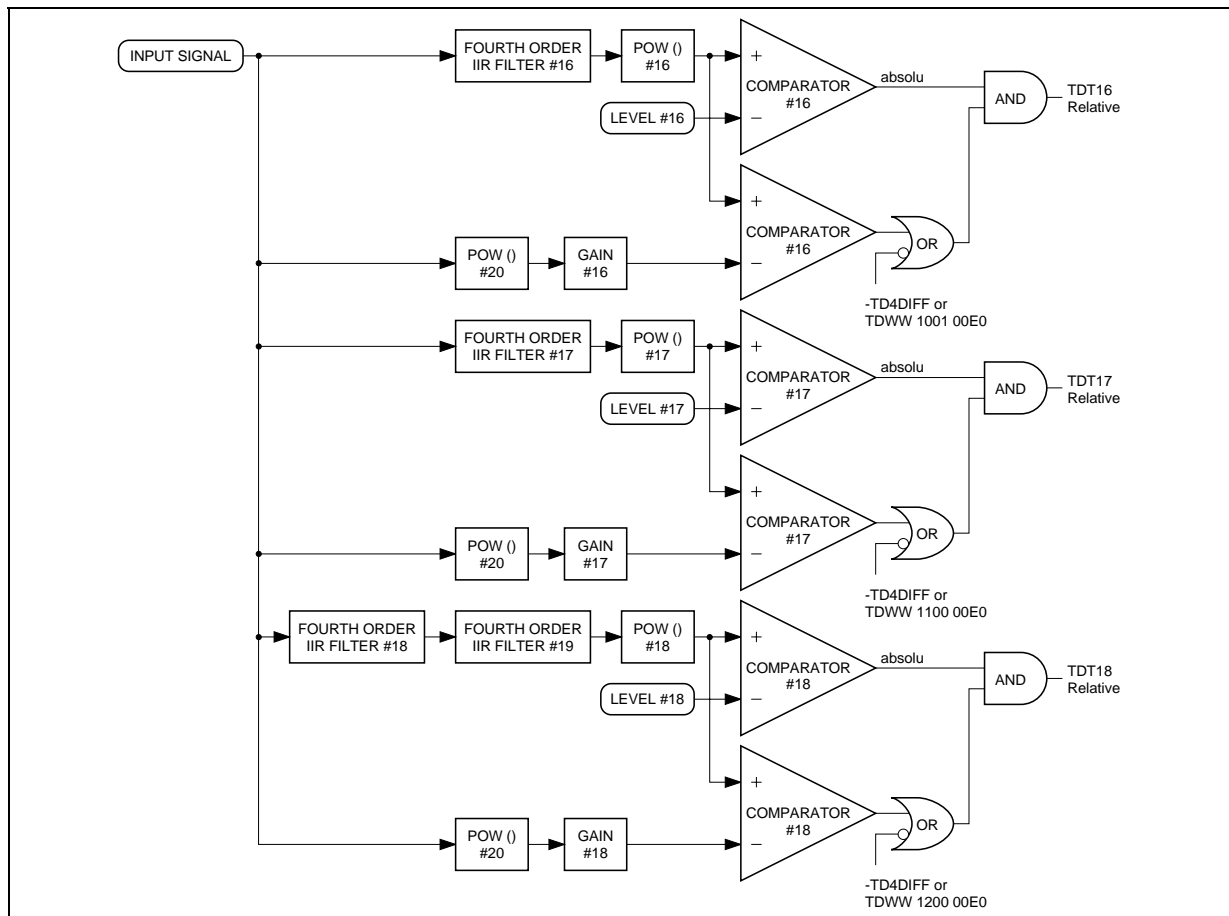 INPUT SIGNAL
FOURTH ORDER
IIR FILTER #16
POW ()
#16
LEVEL #16
+
−
COMPARATOR
#16
absolu
AND
TDT16
Relative
POW ()
#20
GAIN
#16
+
−
COMPARATOR
#16
OR
-TD4DIFF or
TDWW 1001 00E0
FOURTH ORDER
IIR FILTER #17
POW ()
#17
LEVEL #17
+
−
COMPARATOR
#17
absolu
AND
TDT17
Relative
POW ()
#20
GAIN
#17
+
−
COMPARATOR
#17
OR
-TD4DIFF or
TDWW 1100 00E0
FOURTH ORDER
IIR FILTER #18
FOURTH ORDER
IIR FILTER #19
POW ()
#18
LEVEL #18
+
−
COMPARATOR
#18
absolu
AND
TDT18
Relative
POW ()
#20
GAIN
#18
+
−
COMPARATOR
#18
OR
-TD4DIFF or
TDWW 1200 00E0